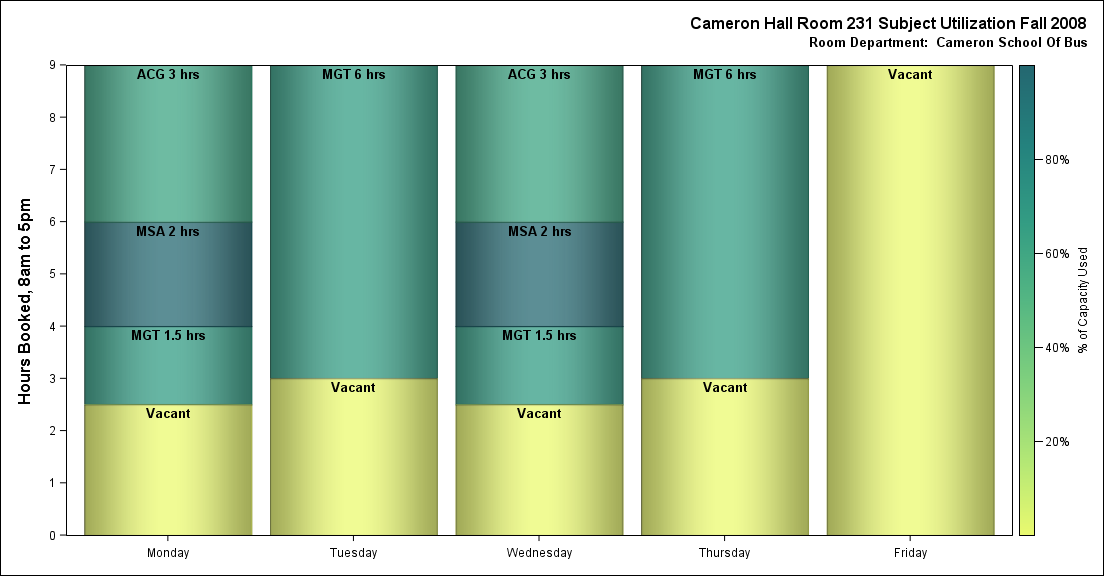 Cameron Hall Room 231 Subject Utilization Fall 2008
Room Department:  Cameron School Of Bus
Hours Booked, 8am to 5pm
9
8
7
6
5
4
3
2
1
0
ACG 3 hrs
MSA 2 hrs
MGT 1.5 hrs
Vacant
MGT 6 hrs
Vacant
ACG 3 hrs
MSA 2 hrs
MGT 1.5 hrs
Vacant
MGT 6 hrs
Vacant
Vacant
Monday
Tuesday
Wednesday
Thursday
Friday
80%
60%
40%
20%
% of Capacity Used